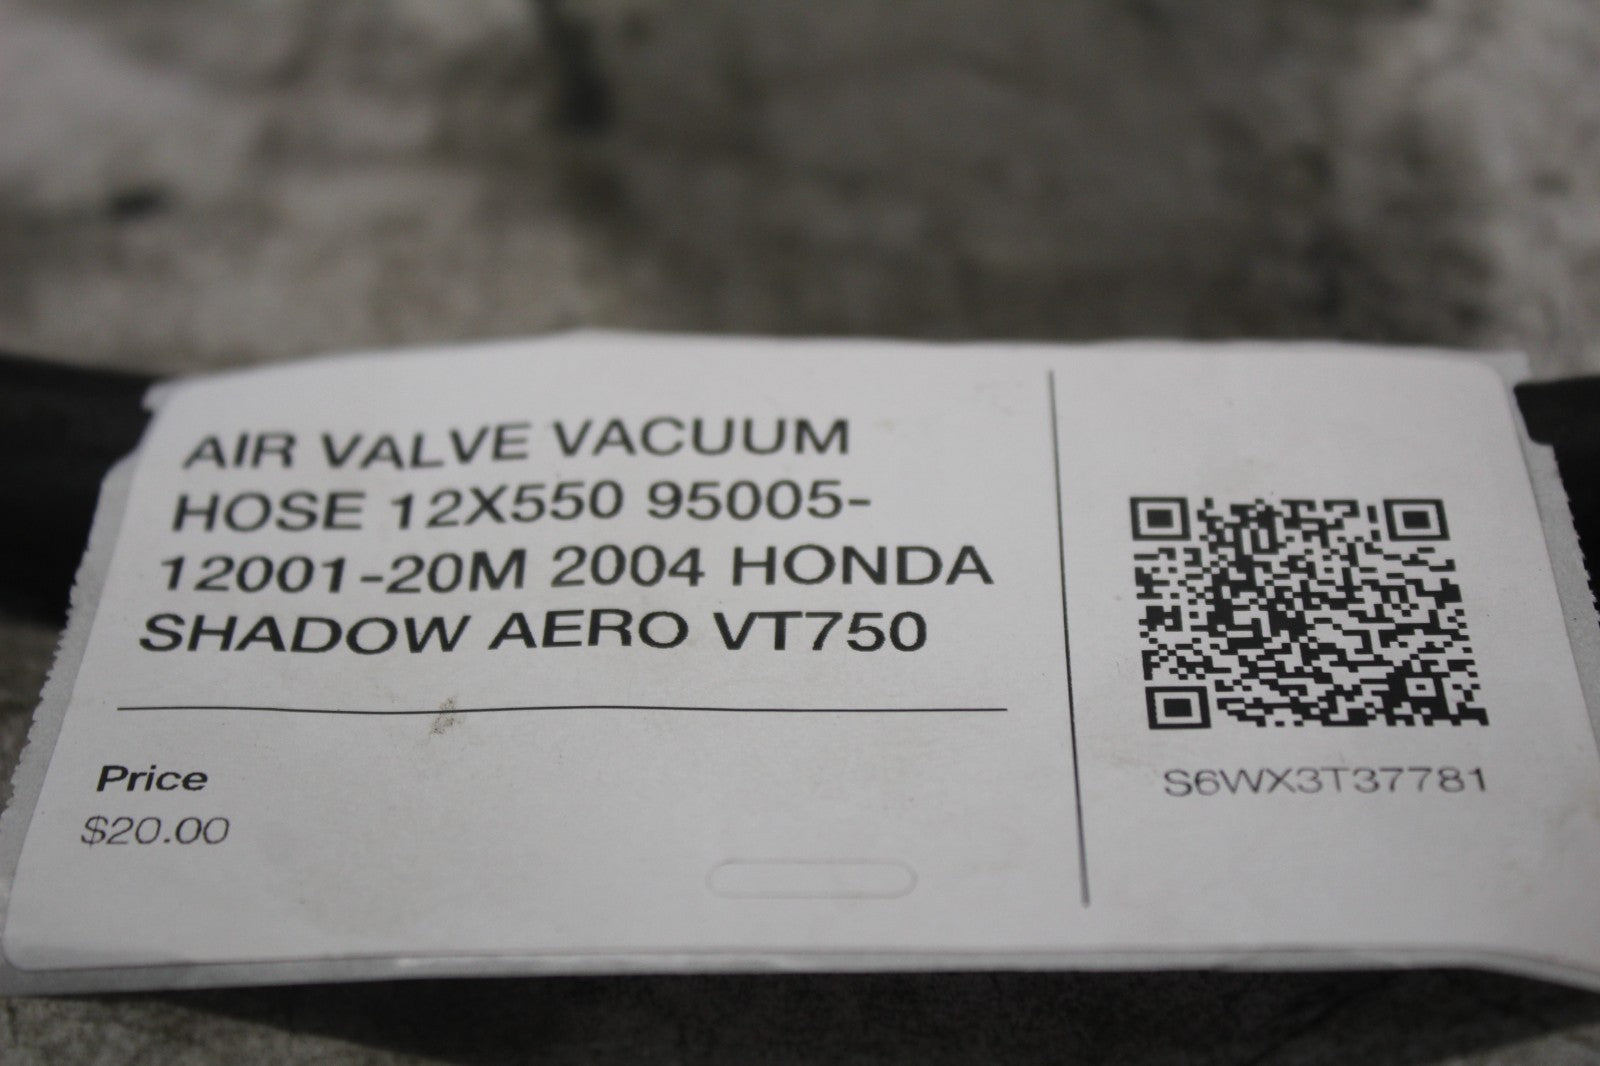 AIR VALVE VACUUM
HOSE 12X550 95005-
12001-20M 2004 HONDA
SHADOW AERO VT750
Price
$20.00
S6WX3T37781